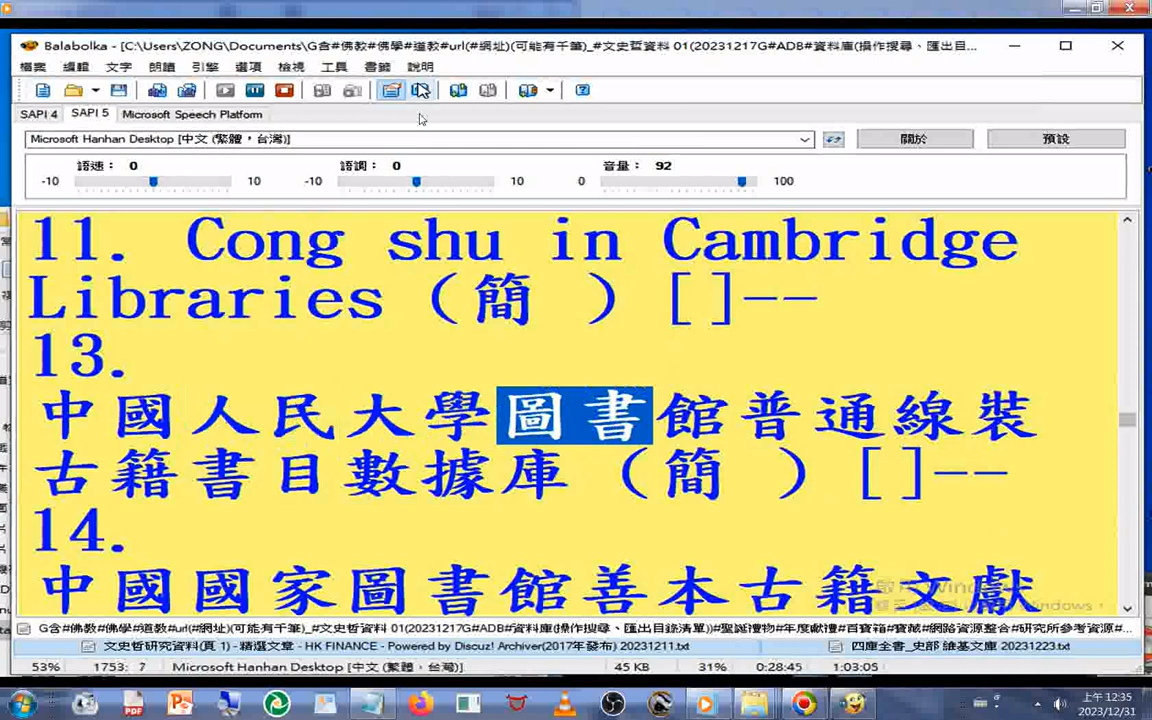 Balabolka - [C:\Users\ZONG\Documents\G含#佛教#佛學#道教#url(#網址)(可能有千筆)_#文史哲資料 01(20231217G#ADB#資料庫(操作搜尋、匯出目...
檔案 編輯 文字 朗讀 引擎 選項 檢視 工具 書籤 說明
SAPI 4 SAPI 5 Microsoft Speech Platform
Microsoft Hanhan Desktop [中文 (繁體，台灣)] 關於 預設
語速： 0 語調： 0 音量： 92
-10 10 -10 10 0 100
11. Cong shu in Cambridge
Libraries（簡 ）[]--
13.
中國人民大學圖書館普通線裝
古籍書目數據庫（簡 ）[]--
14.
中國國家圖書館善本古籍文獻
G含#佛教#佛學#道教#url(#網址)(可能有千筆)_#文史哲資料 01(20231217G#ADB#資料庫(操作搜尋、匯出目錄清單))#聖誕禮物#年度獻禮#百寶箱#寶藏#網路資源整合#研究所參考資源#...
文史哲研究資料(頁 1) - 精選文章 - HK FINANCE - Powered by Discuz! Archiver(2017年發布) 20231211.txt 四庫全書_史部 維基文庫 20231223.txt
53% 1753: 7 Microsoft Hanhan Desktop [中文 (繁體，台灣)] 45 KB 31% 0:28:45 1:03:05
上午 12:35
2023/12/31